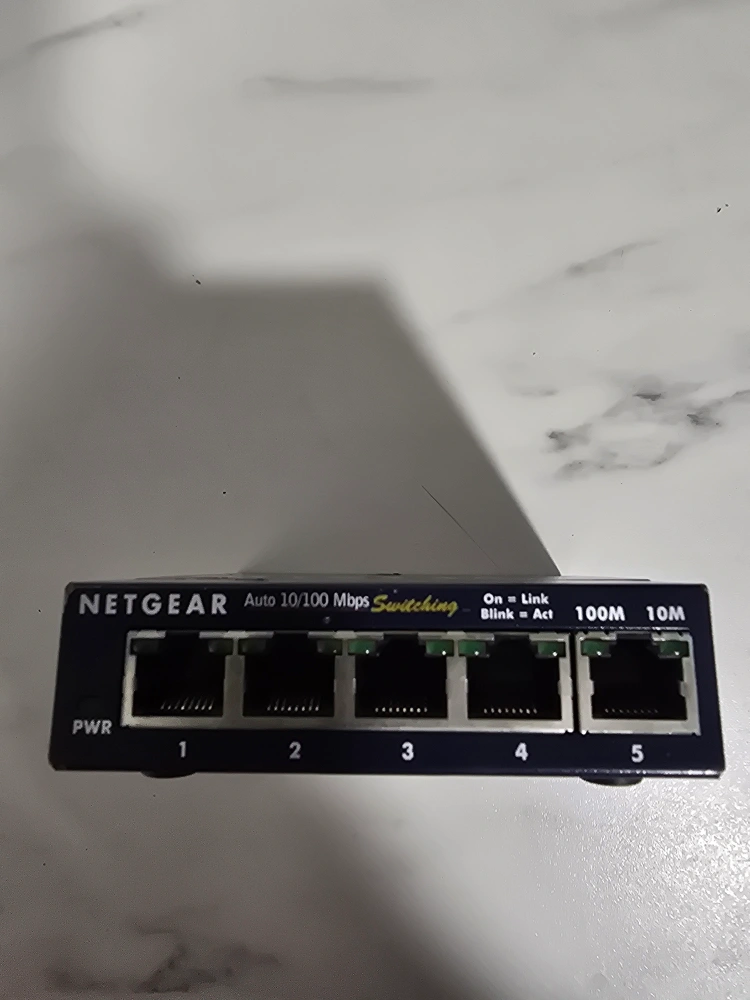 NETGEAR Auto 10/100 Mbps Switching
On = Link
Blink = Act
100M 10M
PWR
1 2 3 4 5